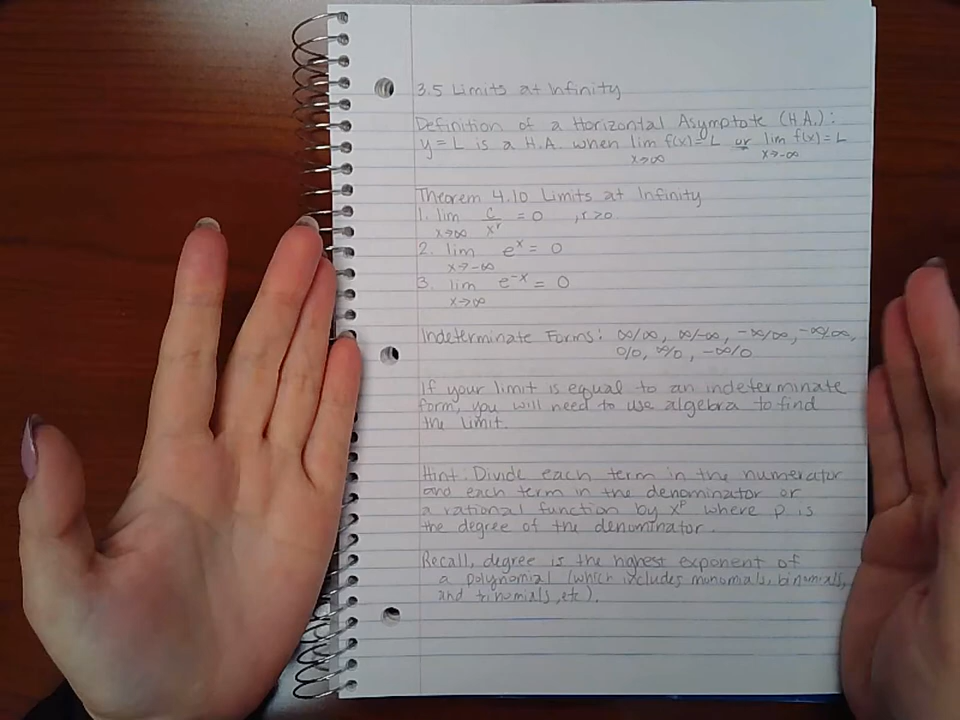 3.5 Limits at Infinity
Definition of a Horizontal Asymptote (H.A.):
y = L is a H.A. when lim f(x) = L or lim f(x) = L
x→∞ x→-∞
Theorem 4.10 Limits at Infinity
1. lim c/x^r = 0 , r > 0
x→∞
2. lim e^x = 0
x→-∞
3. lim e^-x = 0
x→∞
Indeterminate Forms: ∞/∞, ∞/-∞, -∞/∞, -∞/∞,
0/0, ∞/0, -∞/0
If your limit is equal to an indeterminate
form, you will need to use algebra to find
the limit.
Hint: Divide each term in the numerator
and each term in the denominator or
a rational function by x^p where p is
the degree of the denominator.
Recall, degree is the highest exponent of
a polynomial (which includes monomials, binomials,
and trinomials, etc).